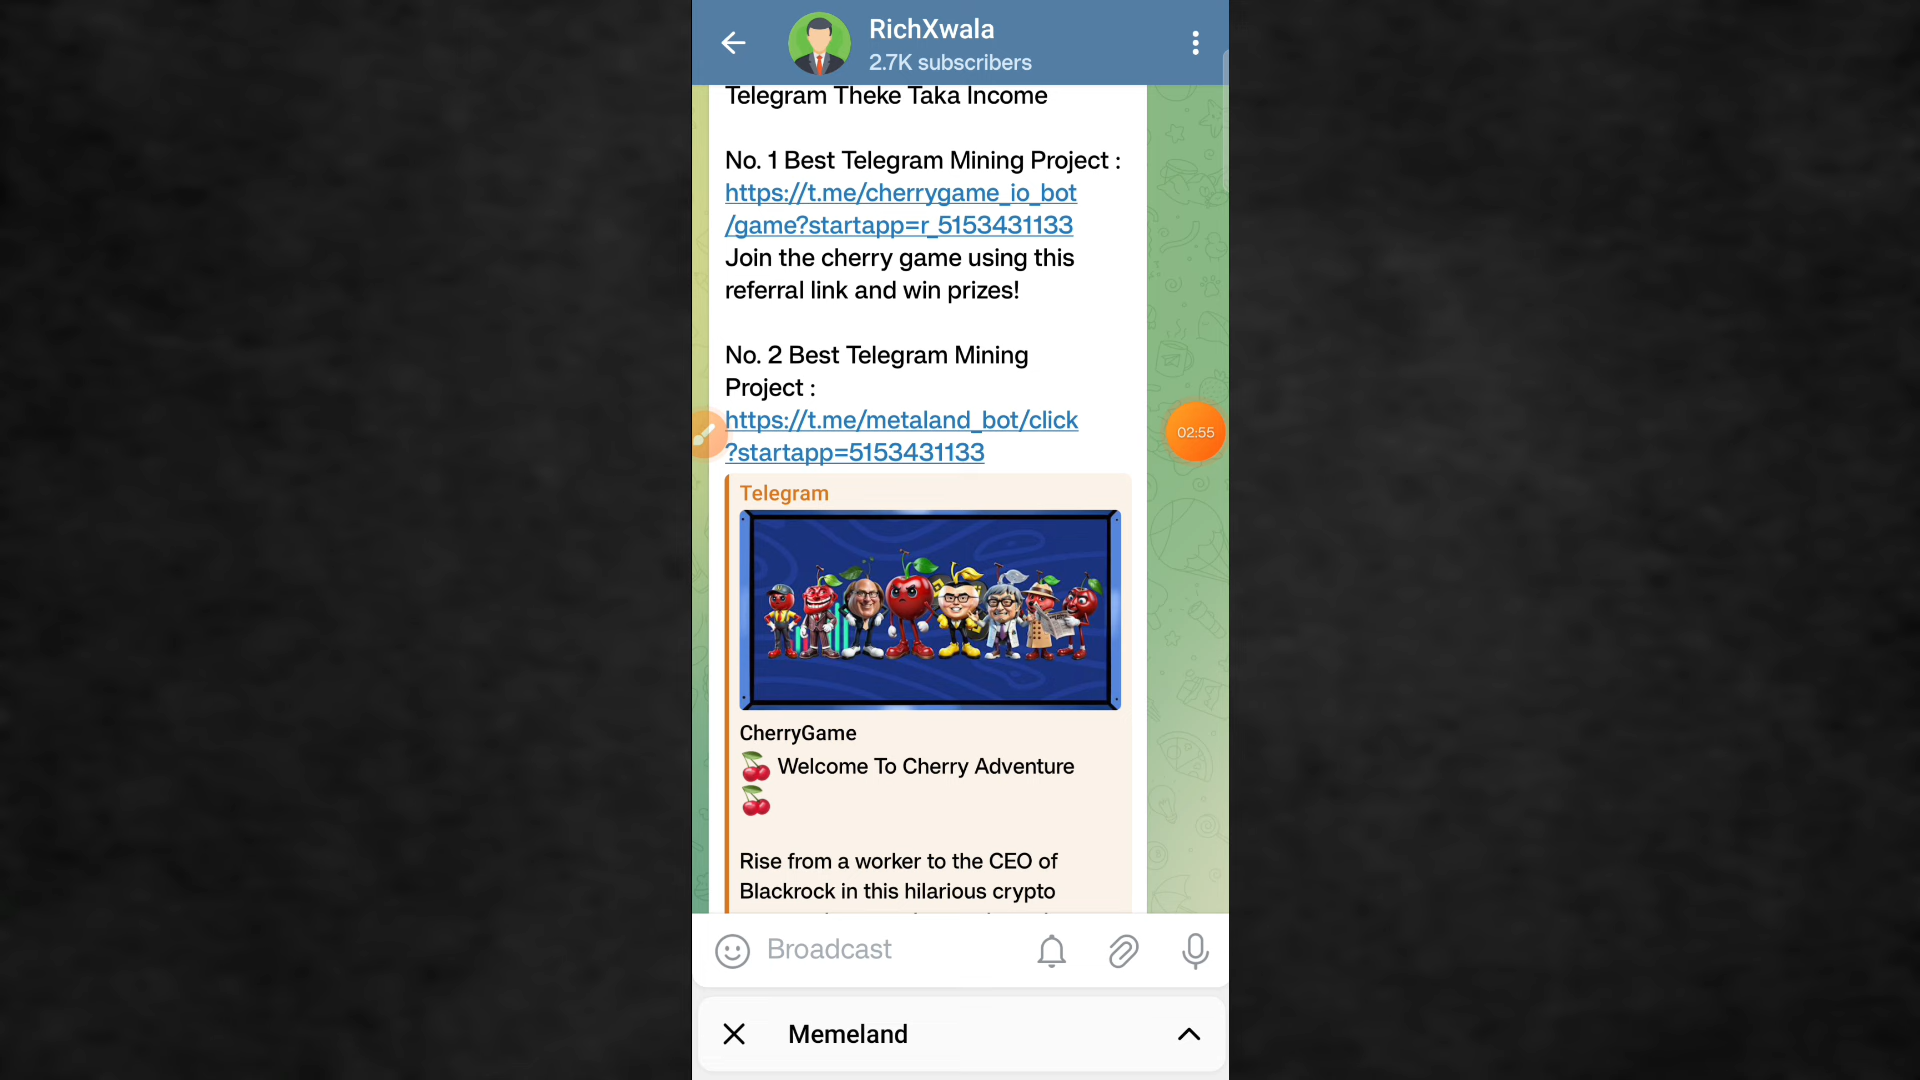 RichXwala
2.7K subscribers
Telegram Theke Taka Income
No. 1 Best Telegram Mining Project :
https://t.me/cherrygame_io_bot
/game?startapp=r_5153431133
Join the cherry game using this
referral link and win prizes!
No. 2 Best Telegram Mining
Project :
https://t.me/metaland_bot/click
?startapp=5153431133
02:55
Telegram
CherryGame
🍒 Welcome To Cherry Adventure
🍒
Rise from a worker to the CEO of
Blackrock in this hilarious crypto
Broadcast
Memeland